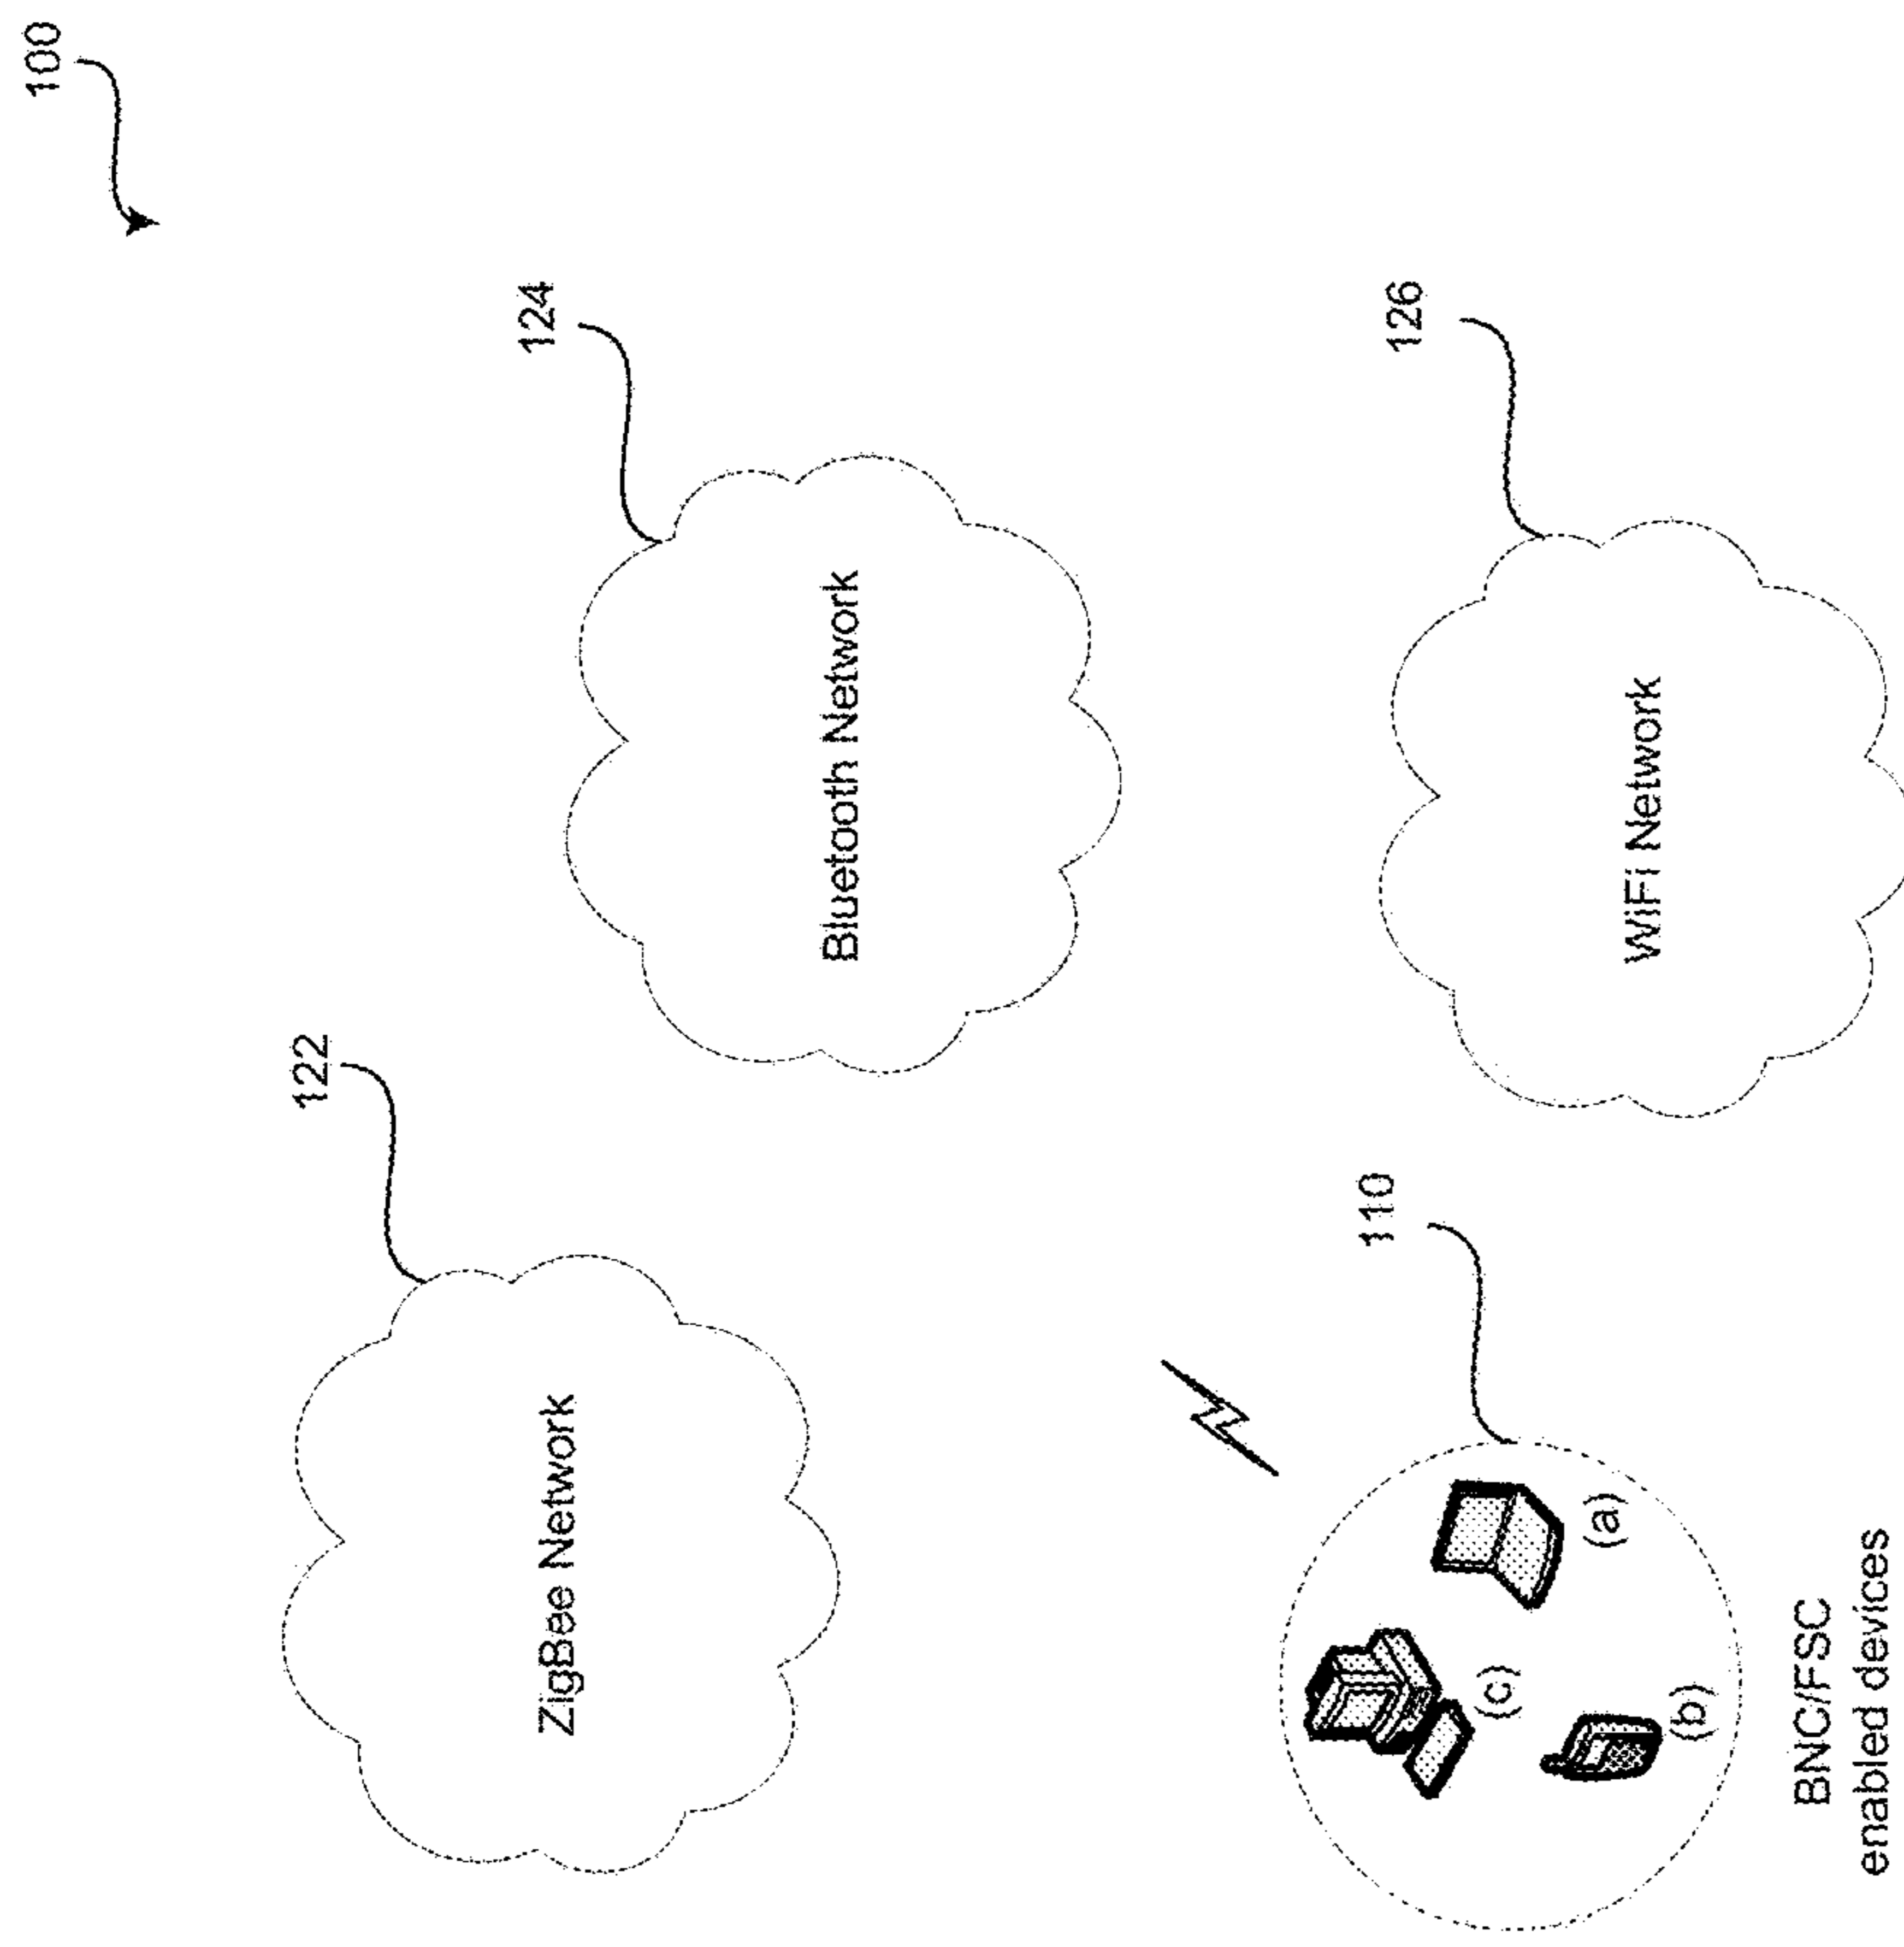 100
124
122
Bluetooth Network
ZigBee Network
126
110
WiFi Network
(c)
(a)
(b)
BNC/FSC
enabled devices